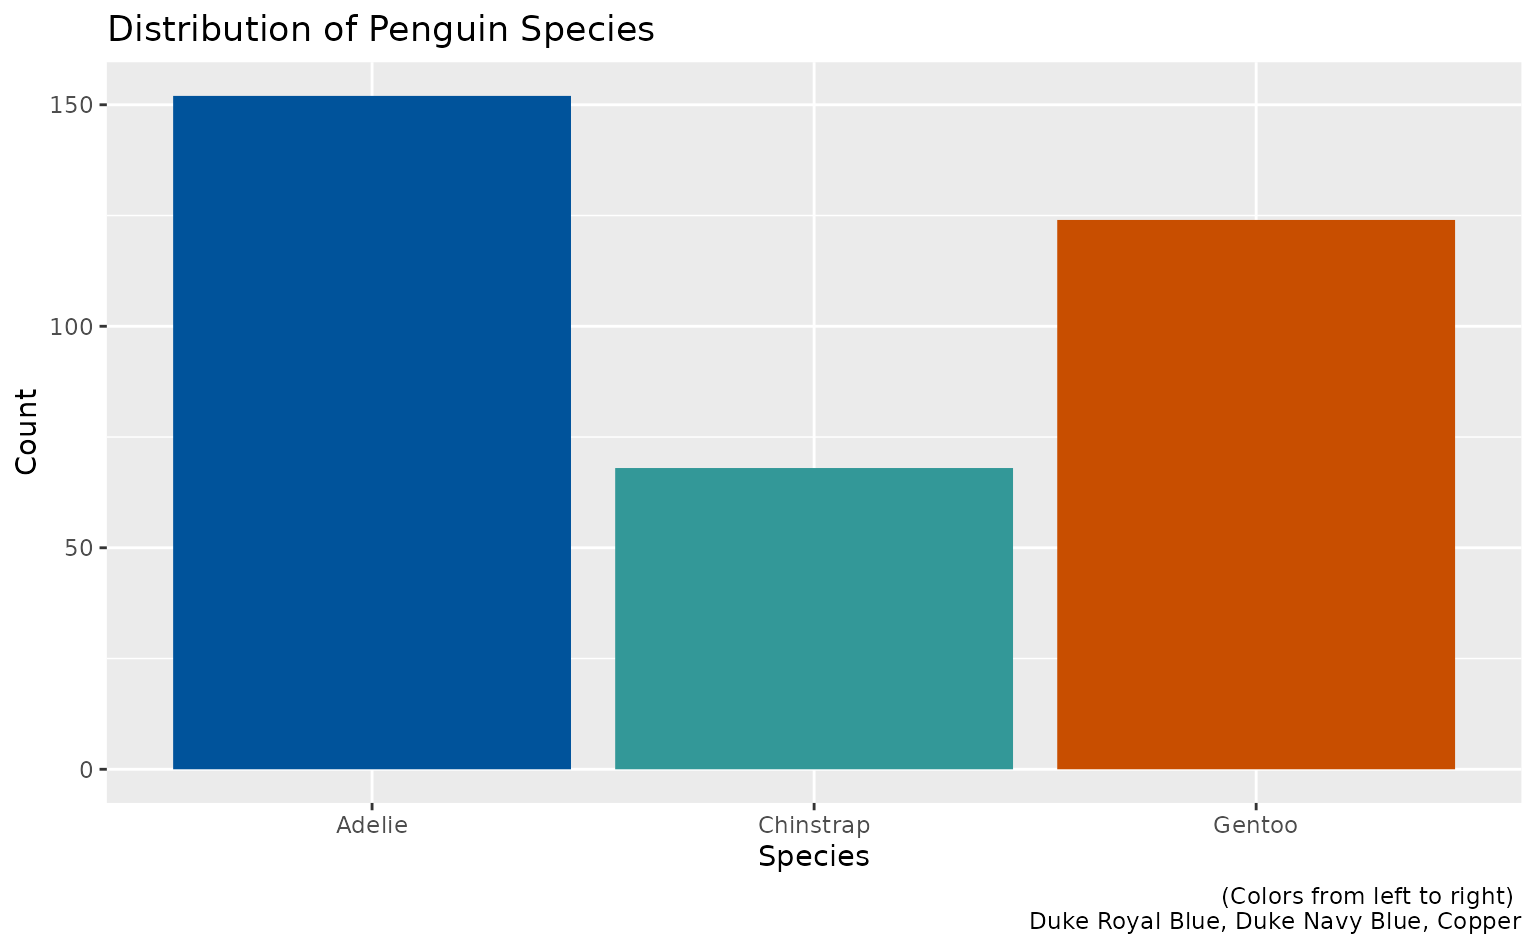 Distribution of Penguin Species
150
100
50
0
Count
Adelie Chinstrap Gentoo
Species
(Colors from left to right)
Duke Royal Blue, Duke Navy Blue, Copper